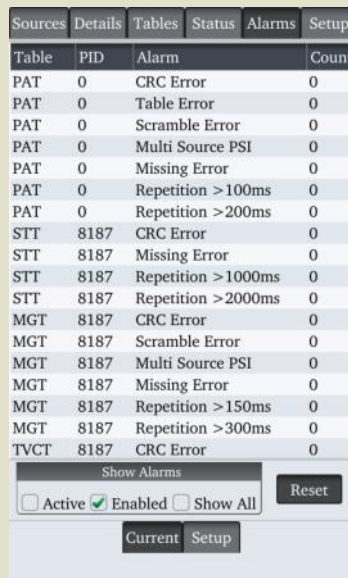 Sources Details Tables Status Alarms Setup
Table PID Alarm Count
PAT 0 CRC Error 0
PAT 0 Table Error 0
PAT 0 Scramble Error 0
PAT 0 Multi Source PSI 0
PAT 0 Missing Error 0
PAT 0 Repetition >100ms 0
PAT 0 Repetition >200ms 0
STT 8187 CRC Error 0
STT 8187 Missing Error 0
STT 8187 Repetition >1000ms 0
STT 8187 Repetition >2000ms 0
MGT 8187 CRC Error 0
MGT 8187 Scramble Error 0
MGT 8187 Multi Source PSI 0
MGT 8187 Missing Error 0
MGT 8187 Repetition >150ms 0
MGT 8187 Repetition >300ms 0
TVCT 8187 CRC Error 0
Show Alarms
Active Enabled Show All Reset
Current Setup